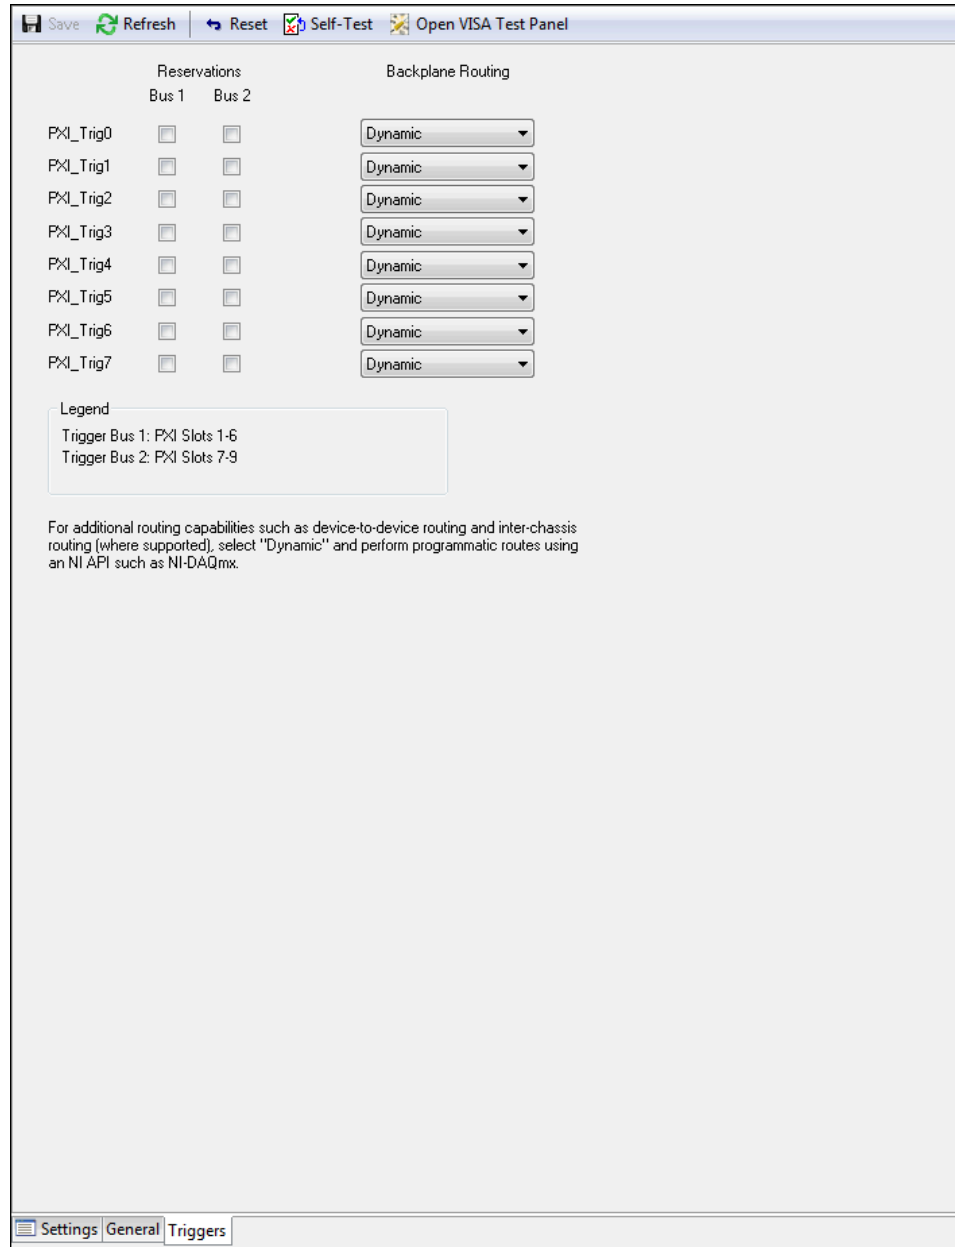 Save Refresh Reset Self-Test Open VISA Test Panel
Reservations Backplane Routing
Bus 1 Bus 2
PXI_Trig0 Dynamic
PXI_Trig1 Dynamic
PXI_Trig2 Dynamic
PXI_Trig3 Dynamic
PXI_Trig4 Dynamic
PXI_Trig5 Dynamic
PXI_Trig6 Dynamic
PXI_Trig7 Dynamic
Legend
Trigger Bus 1: PXI Slots 1-6
Trigger Bus 2: PXI Slots 7-9
For additional routing capabilities such as device-to-device routing and inter-chassis
routing (where supported), select "Dynamic" and perform programmatic routes using
an NI API such as NI-DAQmx.
Settings General Triggers